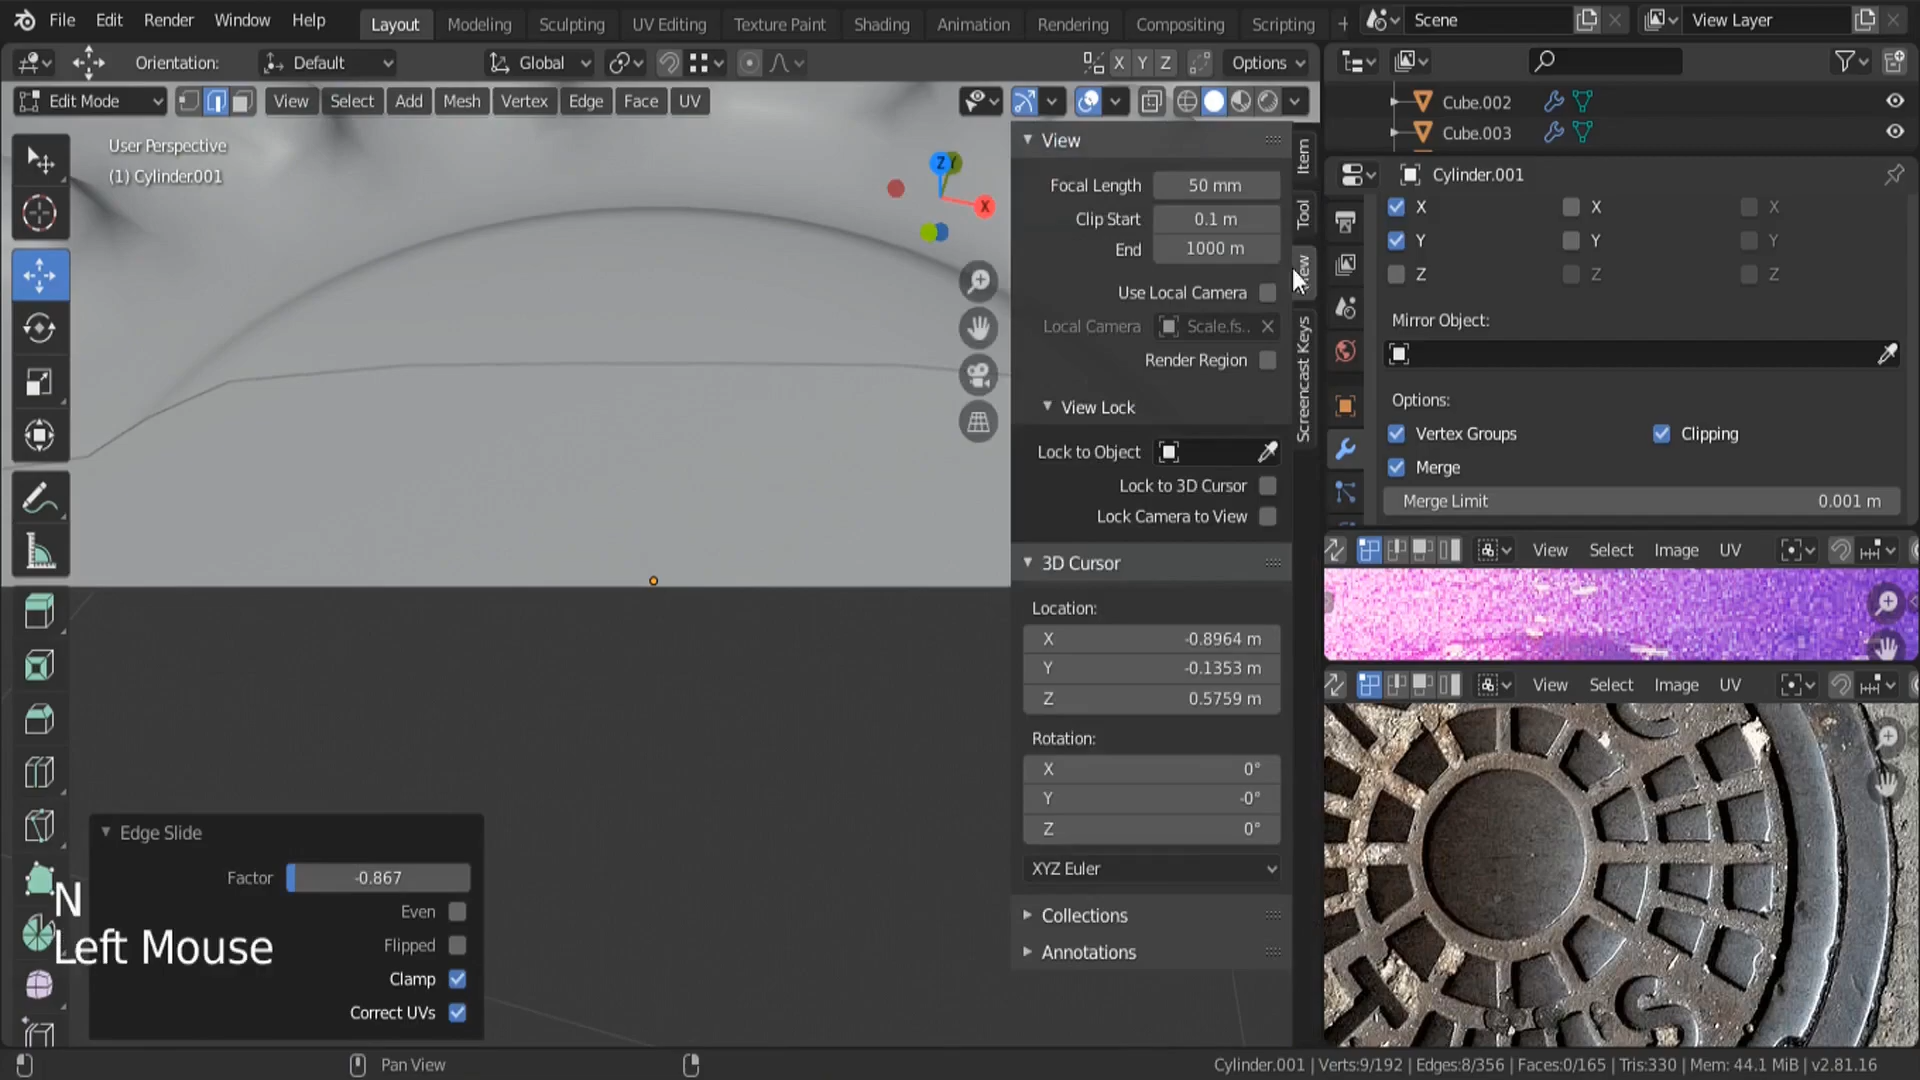 File Edit Render Window Help Layout Modeling Sculpting UV Editing Texture Paint Shading Animation Rendering Compositing Scripting + Scene View Layer
Orientation: Default Global X Y Z Options
Edit Mode View Select Add Mesh Vertex Edge Face UV
Cube.002
Cube.003
User Perspective
(1) Cylinder.001
Z Y
X
View
Focal Length 50 mm
Clip Start 0.1 m
End 1000 m
Use Local Camera
Local Camera Scale.fs..
Render Region
View Lock
Lock to Object
Lock to 3D Cursor
Lock Camera to View
3D Cursor
Location:
X -0.8964 m
Y -0.1353 m
Z 0.5759 m
Rotation:
X 0°
Y -0°
Z 0°
XYZ Euler
Collections
Annotations
Item
Tool
Screencast Keys
Cylinder.001
X X X
Y Y Y
Z Z Z
Mirror Object:
Options:
Vertex Groups Clipping
Merge
Merge Limit 0.001 m
View Select Image UV
View Select Image UV
Edge Slide
Factor -0.867
Even
Flipped
Clamp
Correct UVs
N
Left Mouse
Pan View
Cylinder.001 | Verts:9/192 | Edges:8/356 | Faces:0/165 | Tris:330 | Mem: 44.1 MiB | v2.81.16